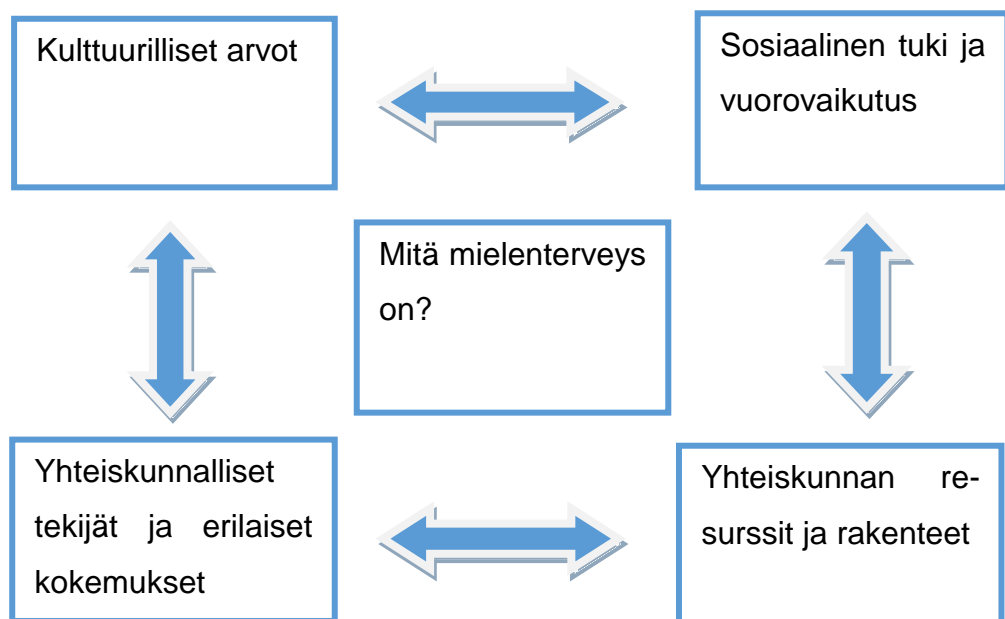 Kulttuurilliset arvot
Sosiaalinen tuki ja
vuorovaikutus
Mitä mielenterveys
on?
Yhteiskunnalliset
tekijät ja erilaiset
kokemukset
Yhteiskunnan re-
surssit ja rakenteet